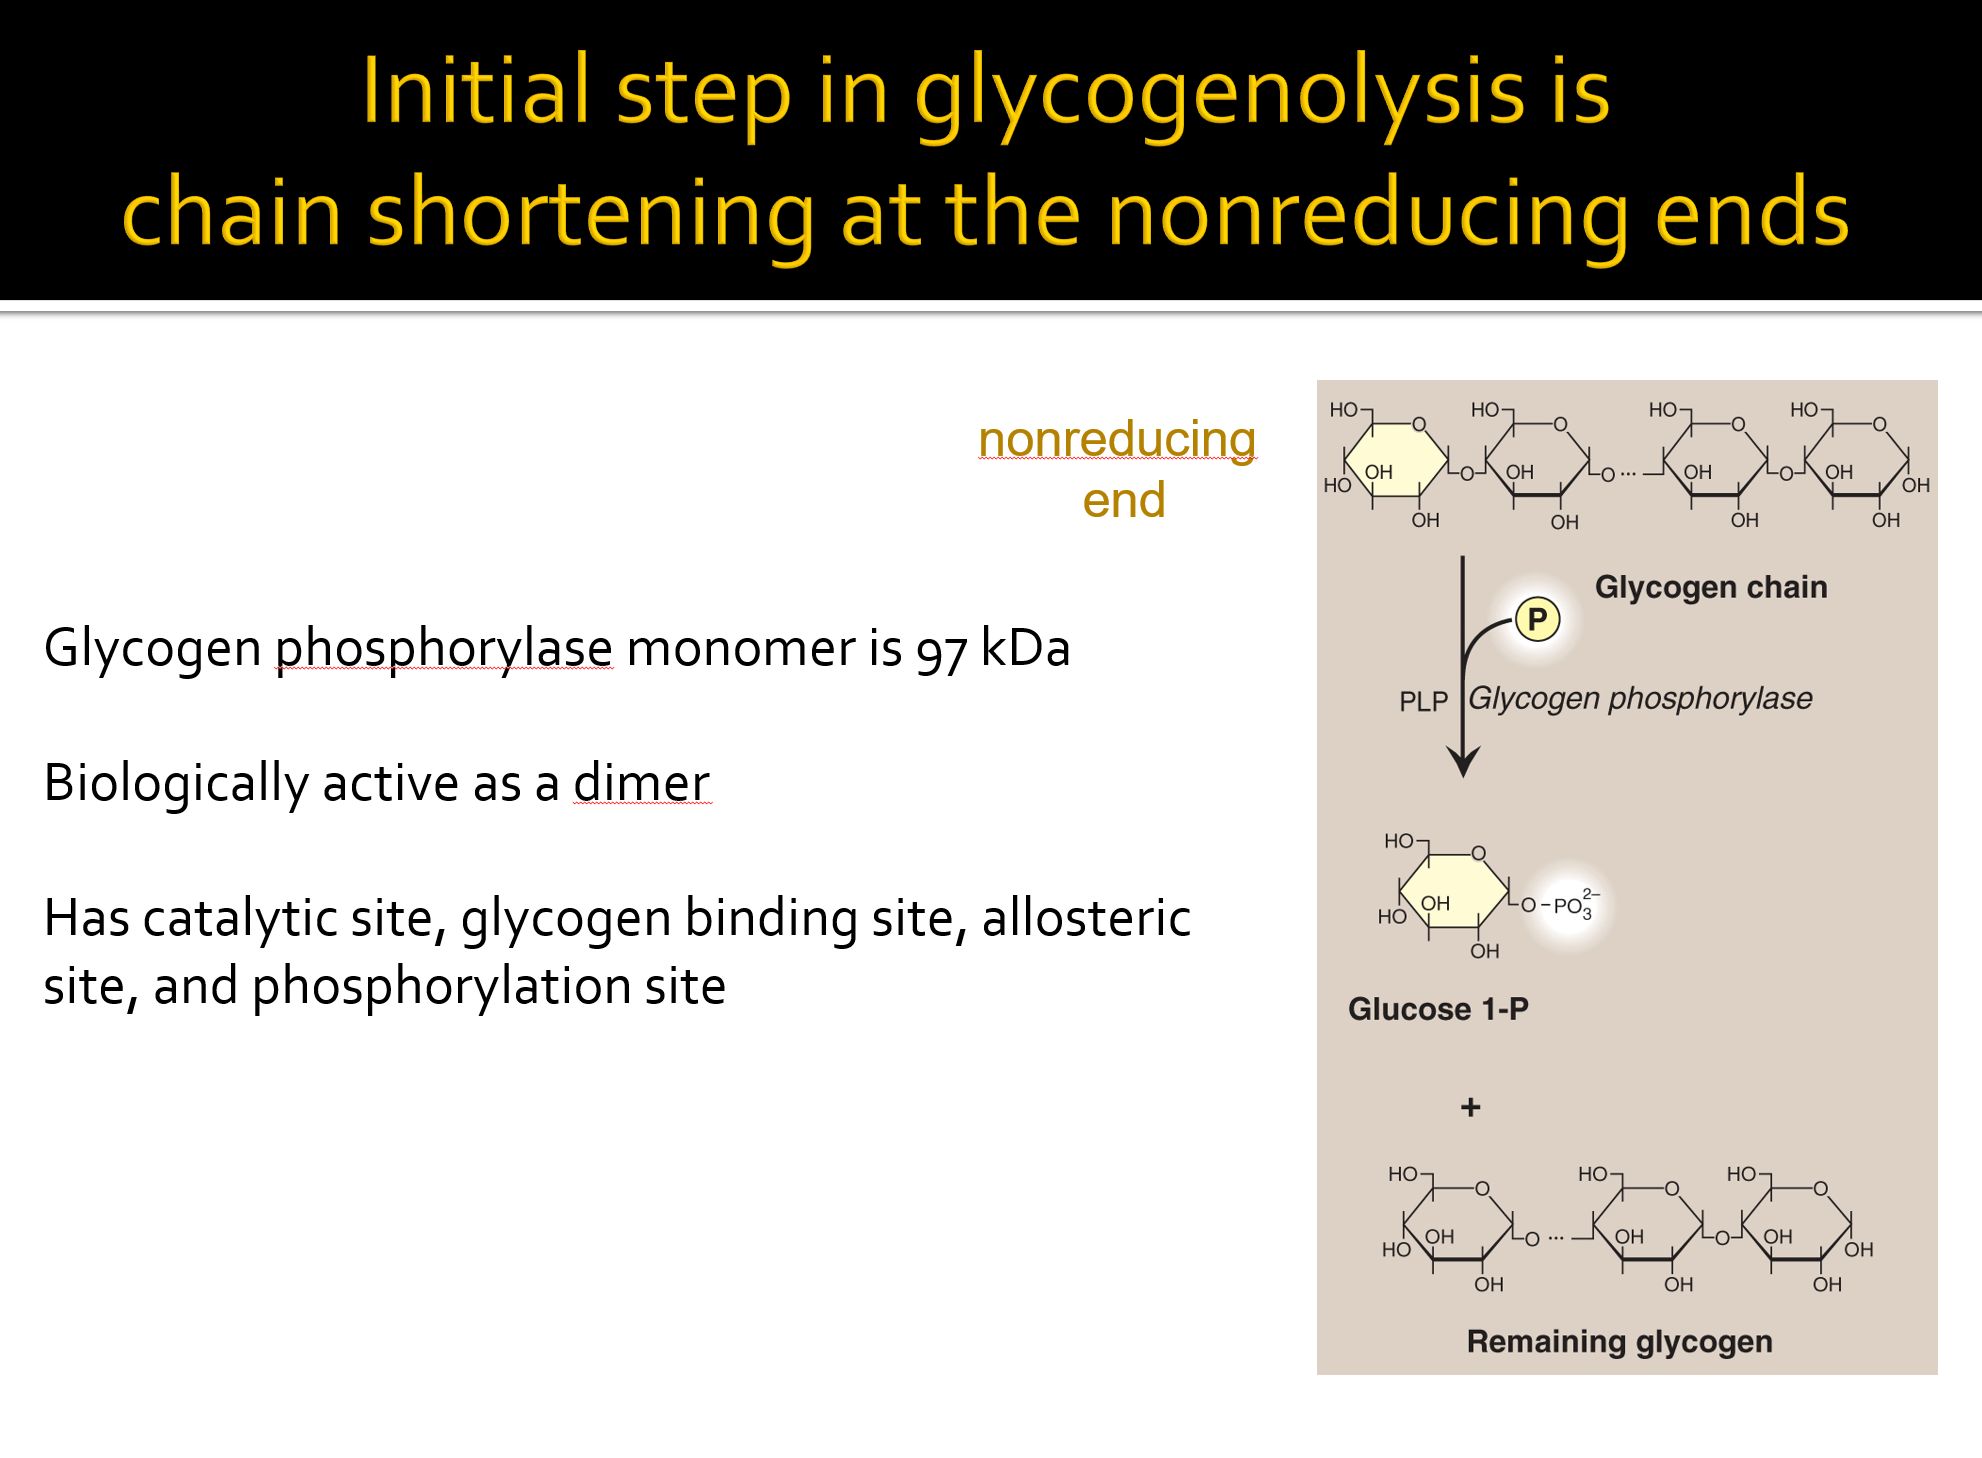 Initial step in glycogenolysis is
chain shortening at the nonreducing ends
nonreducing
end
Glycogen phosphorylase monomer is 97 kDa
Biologically active as a dimer
Has catalytic site, glycogen binding site, allosteric
site, and phosphorylation site
HO HO HO HO
O O O O
OH OH OH OH
HO O O ... O OH
OH OH OH OH
Glycogen chain
P
PLP Glycogen phosphorylase
HO
O
OH O – PO3 2–
HO
OH
Glucose 1-P
+
HO HO HO
O O O
OH OH OH
HO O ... O OH
OH OH OH
Remaining glycogen